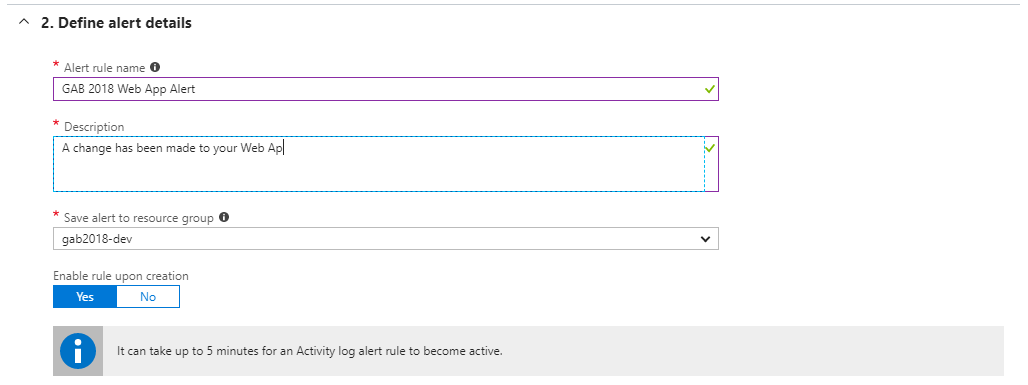 2. Define alert details
* Alert rule name
GAB 2018 Web App Alert
* Description
A change has been made to your Web Ap
* Save alert to resource group
gab2018-dev
Enable rule upon creation
Yes No
It can take up to 5 minutes for an Activity log alert rule to become active.